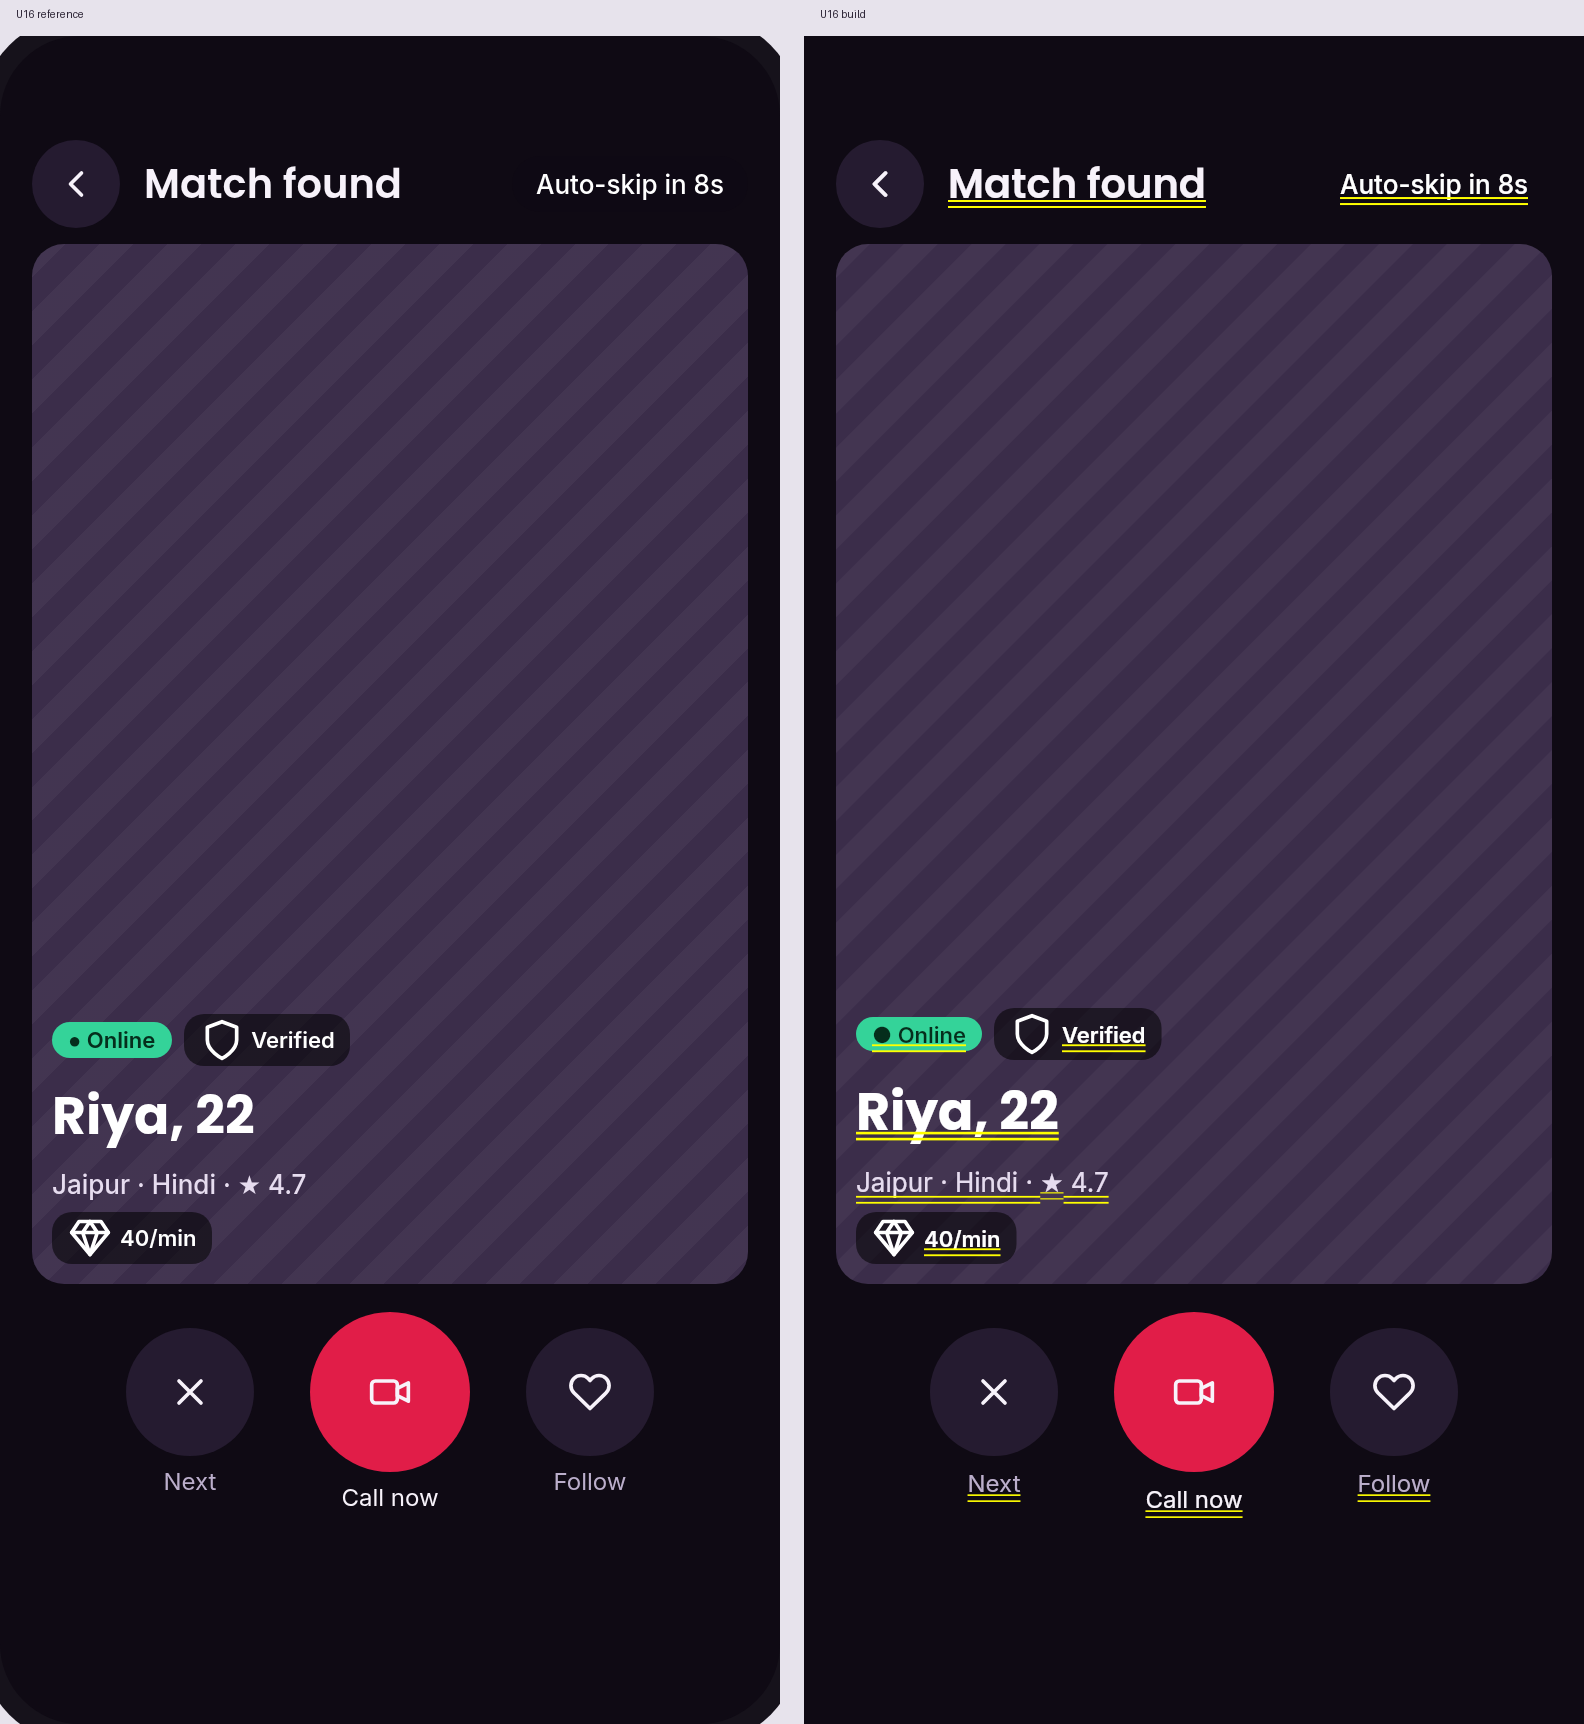 U16 reference
Match found
Auto-skip in 8s
● Online
Verified
Riya, 22
Jaipur · Hindi · ★ 4.7
40/min
Next
Call now
Follow
U16 build
Match found
Auto-skip in 8s
● Online
Verified
Riya, 22
Jaipur · Hindi · ★ 4.7
40/min
Next
Call now
Follow